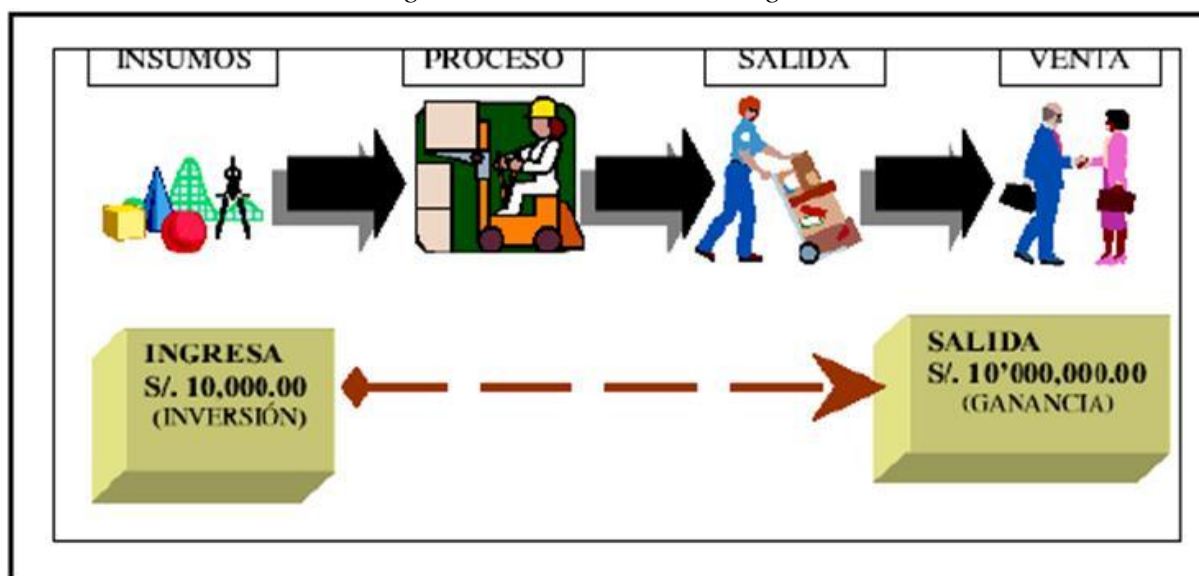 INSUMOS
PROCESO
SALIDA
VENTA
INGRESA
S/. 10,000.00
(INVERSIÓN)
SALIDA
S/. 10'000,000.00
(GANANCIA)